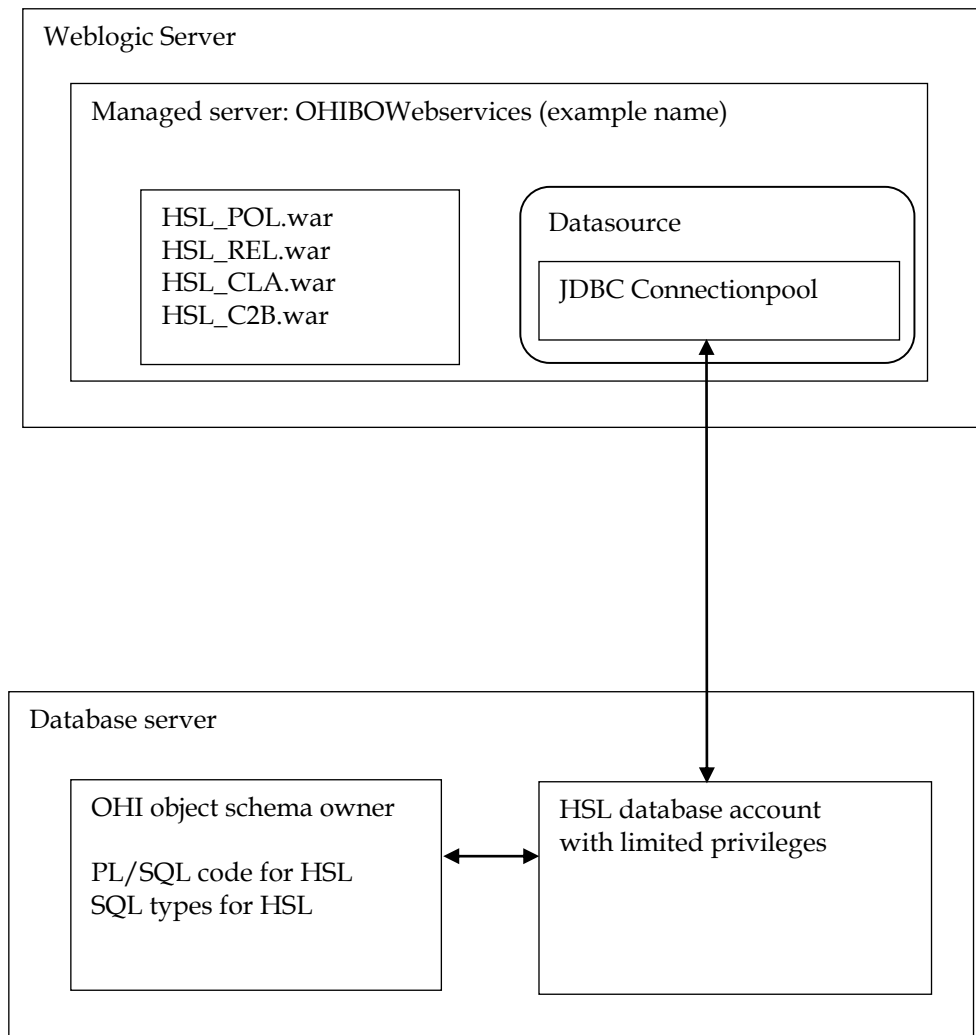 Weblogic Server
Managed server: OHIBOWebservices (example name)
HSL_POL.war
HSL_REL.war
HSL_CLA.war
HSL_C2B.war
Datasource
JDBC Connectionpool
Database server
OHI object schema owner
PL/SQL code for HSL
SQL types for HSL
HSL database account
with limited privileges